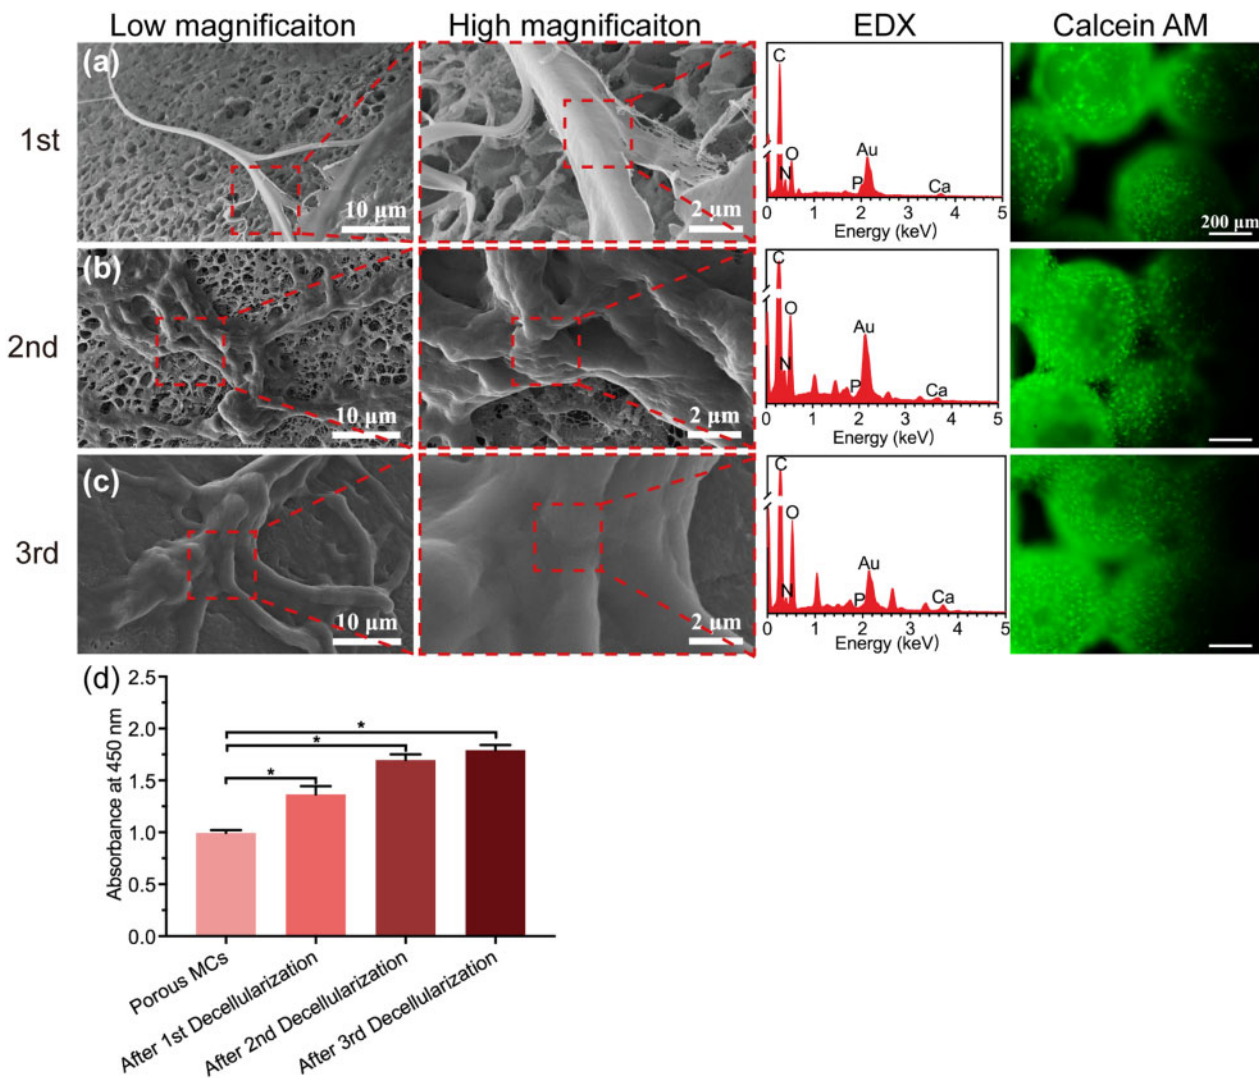 Low magnificaiton High magnificaiton EDX Calcein AM
1st
(a)
10 μm
2 μm
C
O
N
Au
P
Ca
0 1 2 3 4 5
Energy (keV)
200 μm
2nd
(b)
10 μm
2 μm
C
O
N
Au
P
Ca
0 1 2 3 4 5
Energy (keV)
3rd
(c)
10 μm
2 μm
C
O
N
Au
P
Ca
0 1 2 3 4 5
Energy (keV)
(d)
Absorbance at 450 nm
2.5
2.0
1.5
1.0
0.5
0.0
*
*
*
Porous MCs
After 1st Decellularization
After 2nd Decellularization
After 3rd Decellularization